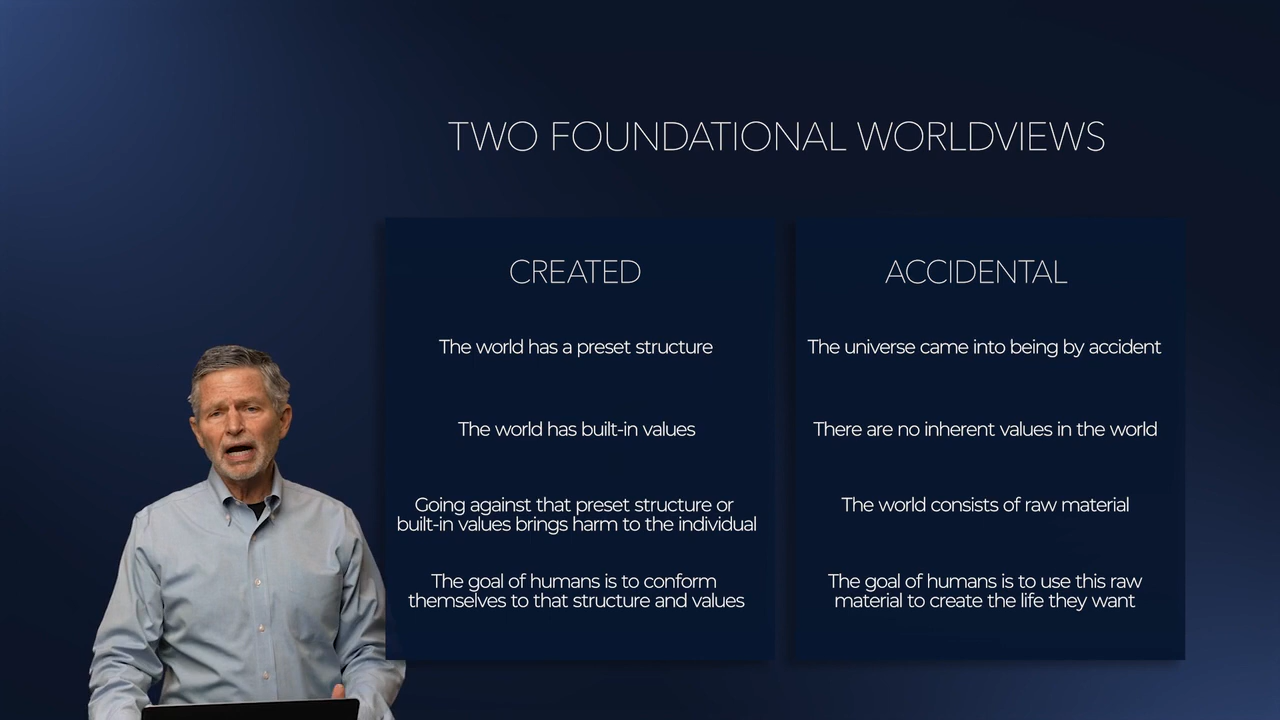 TWO FOUNDATIONAL WORLDVIEWS
CREATED
The world has a preset structure
The world has built-in values
Going against that preset structure or
built-in values brings harm to the individual
The goal of humans is to conform
themselves to that structure and values
ACCIDENTAL
The universe came into being by accident
There are no inherent values in the world
The world consists of raw material
The goal of humans is to use this raw
material to create the life they want